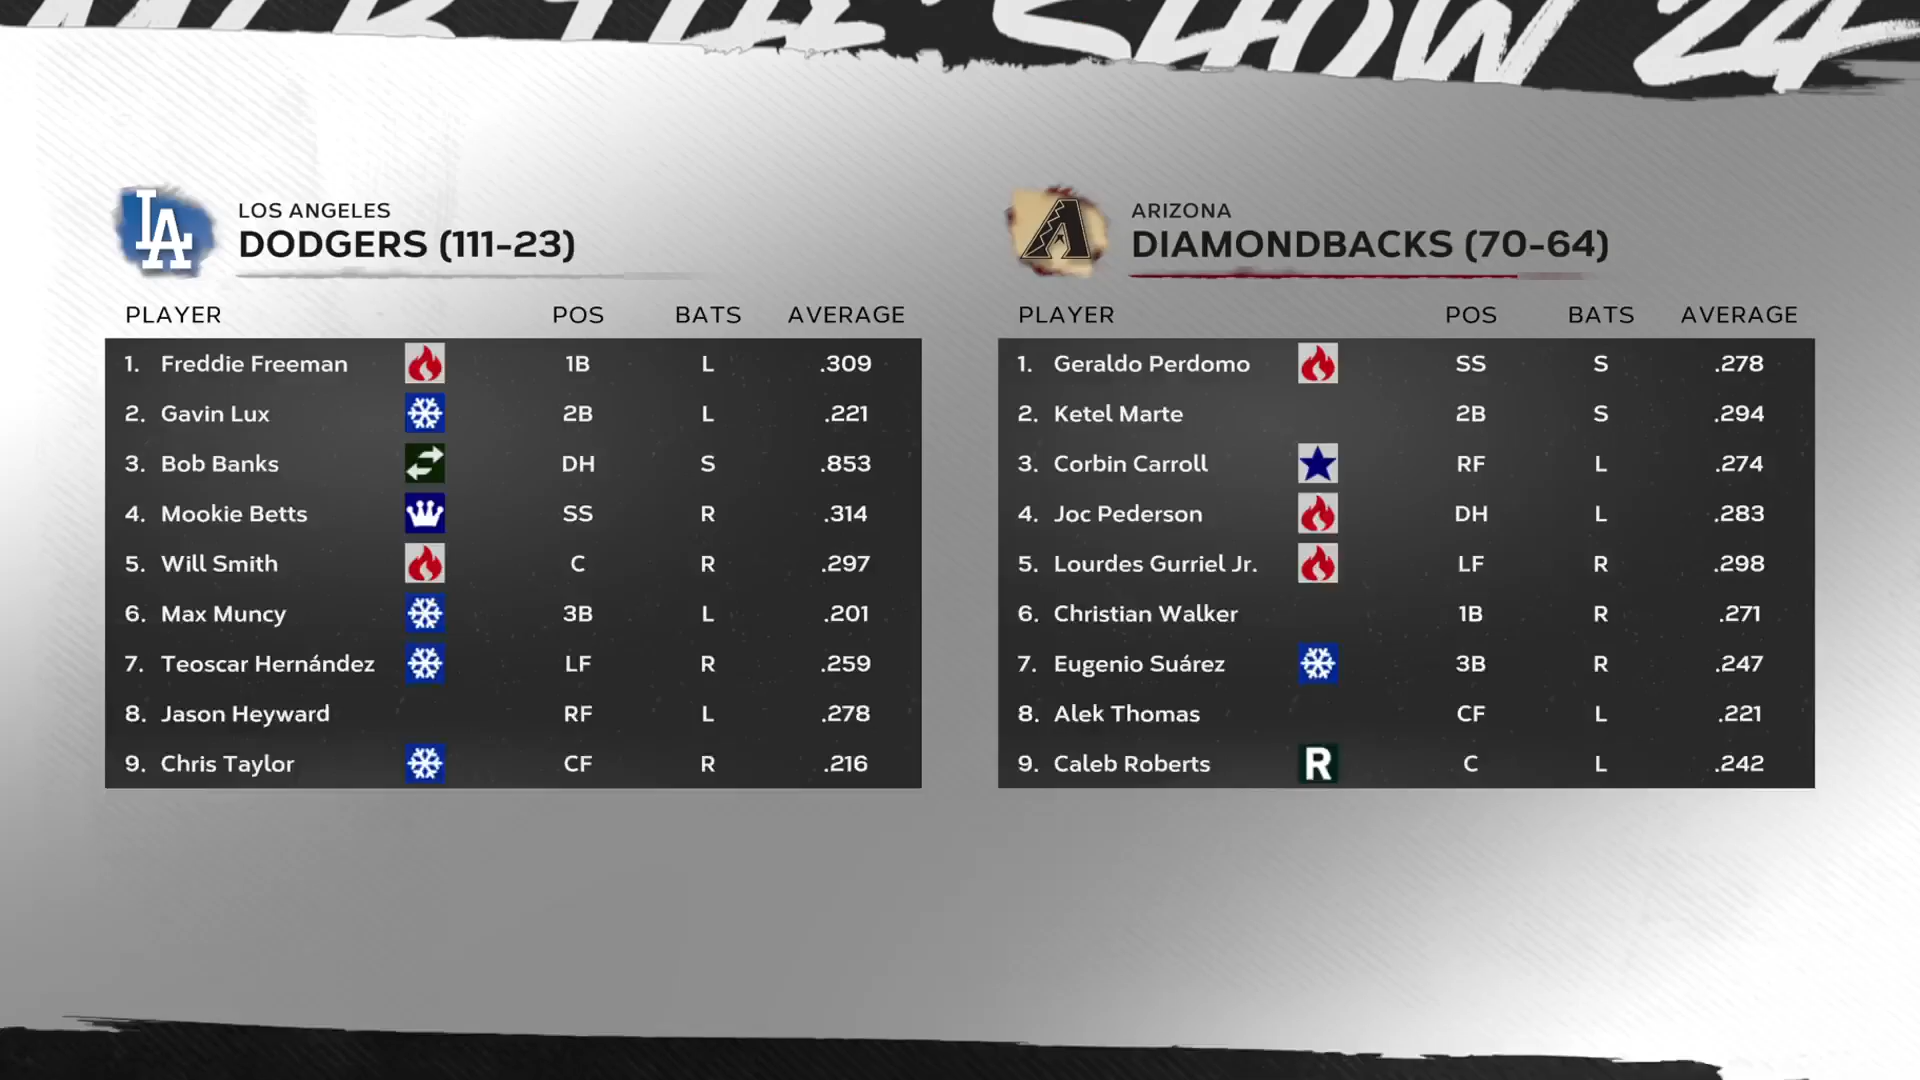 MLB THE SHOW 24
LA
LOS ANGELES
DODGERS (111-23)
PLAYER POS BATS AVERAGE
1. Freddie Freeman 1B L .309
2. Gavin Lux 2B L .221
3. Bob Banks DH S .853
4. Mookie Betts SS R .314
5. Will Smith C R .297
6. Max Muncy 3B L .201
7. Teoscar Hernández LF R .259
8. Jason Heyward RF L .278
9. Chris Taylor CF R .216
A
ARIZONA
DIAMONDBACKS (70-64)
PLAYER POS BATS AVERAGE
1. Geraldo Perdomo SS S .278
2. Ketel Marte 2B S .294
3. Corbin Carroll RF L .274
4. Joc Pederson DH L .283
5. Lourdes Gurriel Jr. LF R .298
6. Christian Walker 1B R .271
7. Eugenio Suárez 3B R .247
8. Alek Thomas CF L .221
9. Caleb Roberts R C L .242